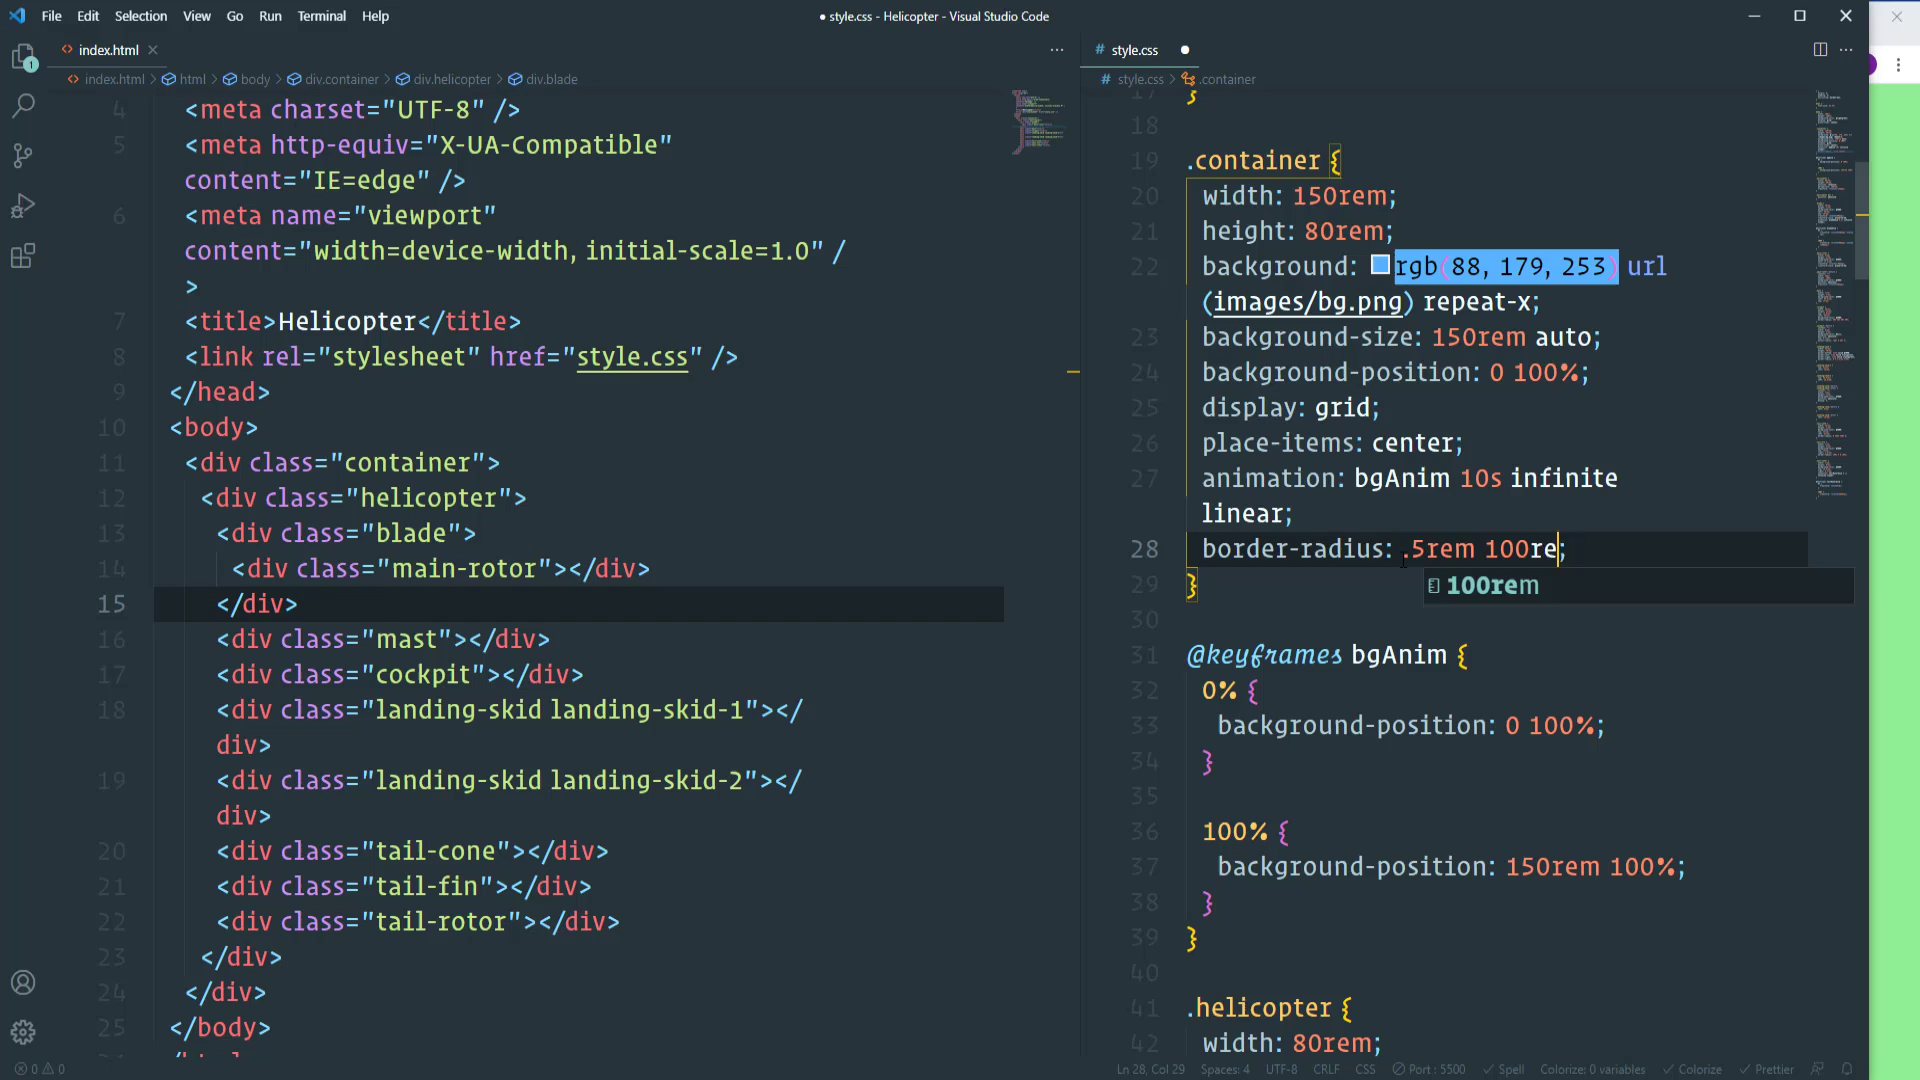 File Edit Selection View Go Run Terminal Help
● style.css - Helicopter - Visual Studio Code
index.html
index.html > html > body > div.container > div.helicopter > div.blade
4 <meta charset="UTF-8" />
5 <meta http-equiv="X-UA-Compatible"
content="IE=edge" />
6 <meta name="viewport"
content="width=device-width, initial-scale=1.0" /
>
7 <title>Helicopter</title>
8 <link rel="stylesheet" href="style.css" />
9 </head>
10 <body>
11 <div class="container">
12 <div class="helicopter">
13 <div class="blade">
14 <div class="main-rotor"></div>
15 </div>
16 <div class="mast"></div>
17 <div class="cockpit"></div>
18 <div class="landing-skid landing-skid-1"></
div>
19 <div class="landing-skid landing-skid-2"></
div>
20 <div class="tail-cone"></div>
21 <div class="tail-fin"></div>
22 <div class="tail-rotor"></div>
23 </div>
24 </div>
25 </body>
# style.css ●
# style.css > .container
17 }
18
19 .container {
20 width: 150rem;
21 height: 80rem;
22 background: rgb(88, 179, 253) url
(images/bg.png) repeat-x;
23 background-size: 150rem auto;
24 background-position: 0 100%;
25 display: grid;
26 place-items: center;
27 animation: bgAnim 10s infinite
linear;
28 border-radius: .5rem 100re;
100rem
29 }
30
31 @keyframes bgAnim {
32 0% {
33 background-position: 0 100%;
34 }
35
36 100% {
37 background-position: 150rem 100%;
38 }
39 }
40
41 .helicopter {
42 width: 80rem;
0 0
Ln 28, Col 29 Spaces: 4 UTF-8 CRLF CSS Port : 5500 Spell Colorize: 0 variables Colorize Prettier